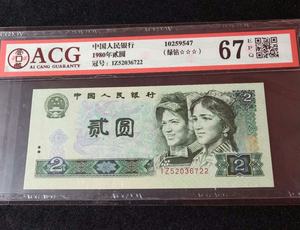 ACG
AI CANG GUARANTY
中国人民银行
1980年贰圆
冠号: IZ52036722
10259547
(绿钻☆☆☆)
67 EPQ
中国人民银行
2
贰圆
2
2
IZ52036722